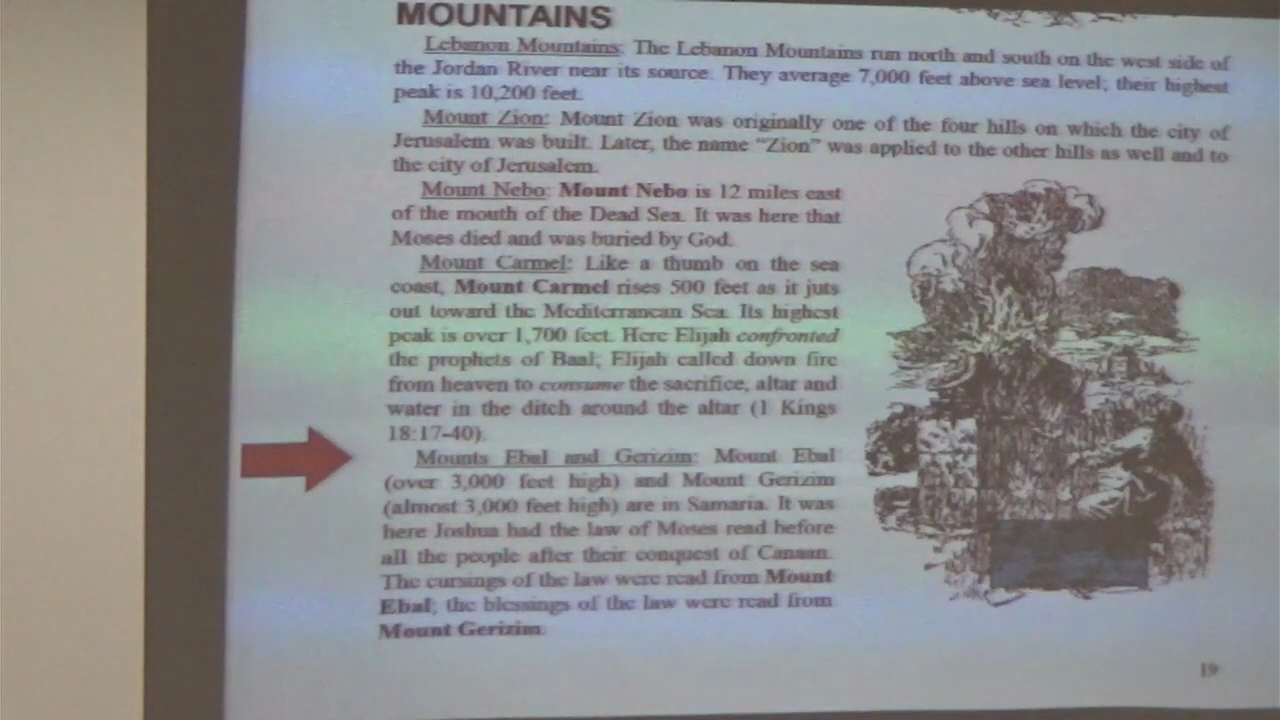 MOUNTAINS
Lebanon Mountains: The Lebanon Mountains run north and south on the west side of
the Jordan River near its source. They average 7,000 feet above sea level; their highest
peak is 10,200 feet.
Mount Zion: Mount Zion was originally one of the four hills on which the city of
Jerusalem was built. Later, the name "Zion" was applied to the other hills as well and to
the city of Jerusalem.
Mount Nebo: Mount Nebo is 12 miles east
of the mouth of the Dead Sea. It was here that
Moses died and was buried by God.
Mount Carmel: Like a thumb on the sea
coast, Mount Carmel rises 500 feet as it juts
out toward the Mediterranean Sea. Its highest
peak is over 1,700 feet. Here Elijah confronted
the prophets of Baal; Elijah called down fire
from heaven to consume the sacrifice, altar and
water in the ditch around the altar (1 Kings
18:17-40).
Mounts Ebal and Gerizim: Mount Ebal
(over 3,000 feet high) and Mount Gerizim
(almost 3,000 feet high) are in Samaria. It was
here Joshua had the law of Moses read before
all the people after their conquest of Canaan.
The cursings of the law were read from Mount
Ebal; the blessings of the law were read from
Mount Gerizim.
19